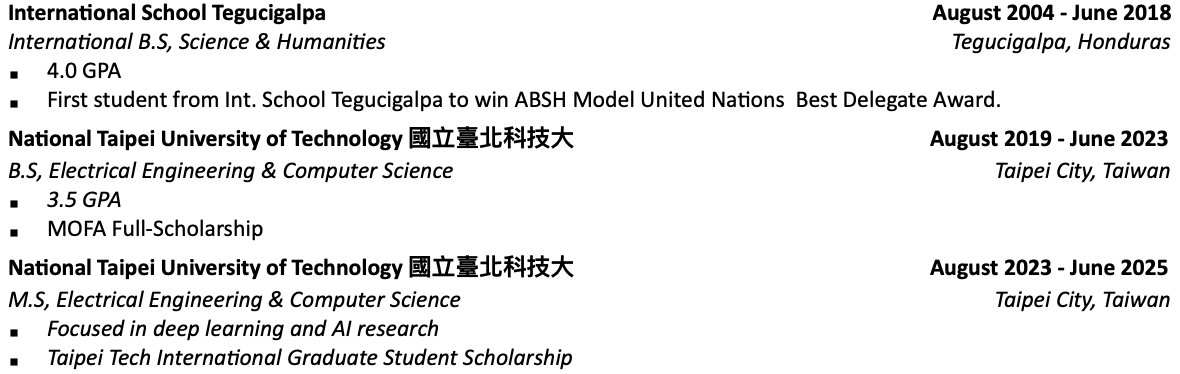 International School Tegucigalpa August 2004 - June 2018
International B.S, Science & Humanities Tegucigalpa, Honduras
▪ 4.0 GPA
▪ First student from Int. School Tegucigalpa to win ABSH Model United Nations  Best Delegate Award.
National Taipei University of Technology 國立臺北科技大 August 2019 - June 2023
B.S, Electrical Engineering & Computer Science Taipei City, Taiwan
▪ 3.5 GPA
▪ MOFA Full-Scholarship
National Taipei University of Technology 國立臺北科技大 August 2023 - June 2025
M.S, Electrical Engineering & Computer Science Taipei City, Taiwan
▪ Focused in deep learning and AI research
▪ Taipei Tech International Graduate Student Scholarship